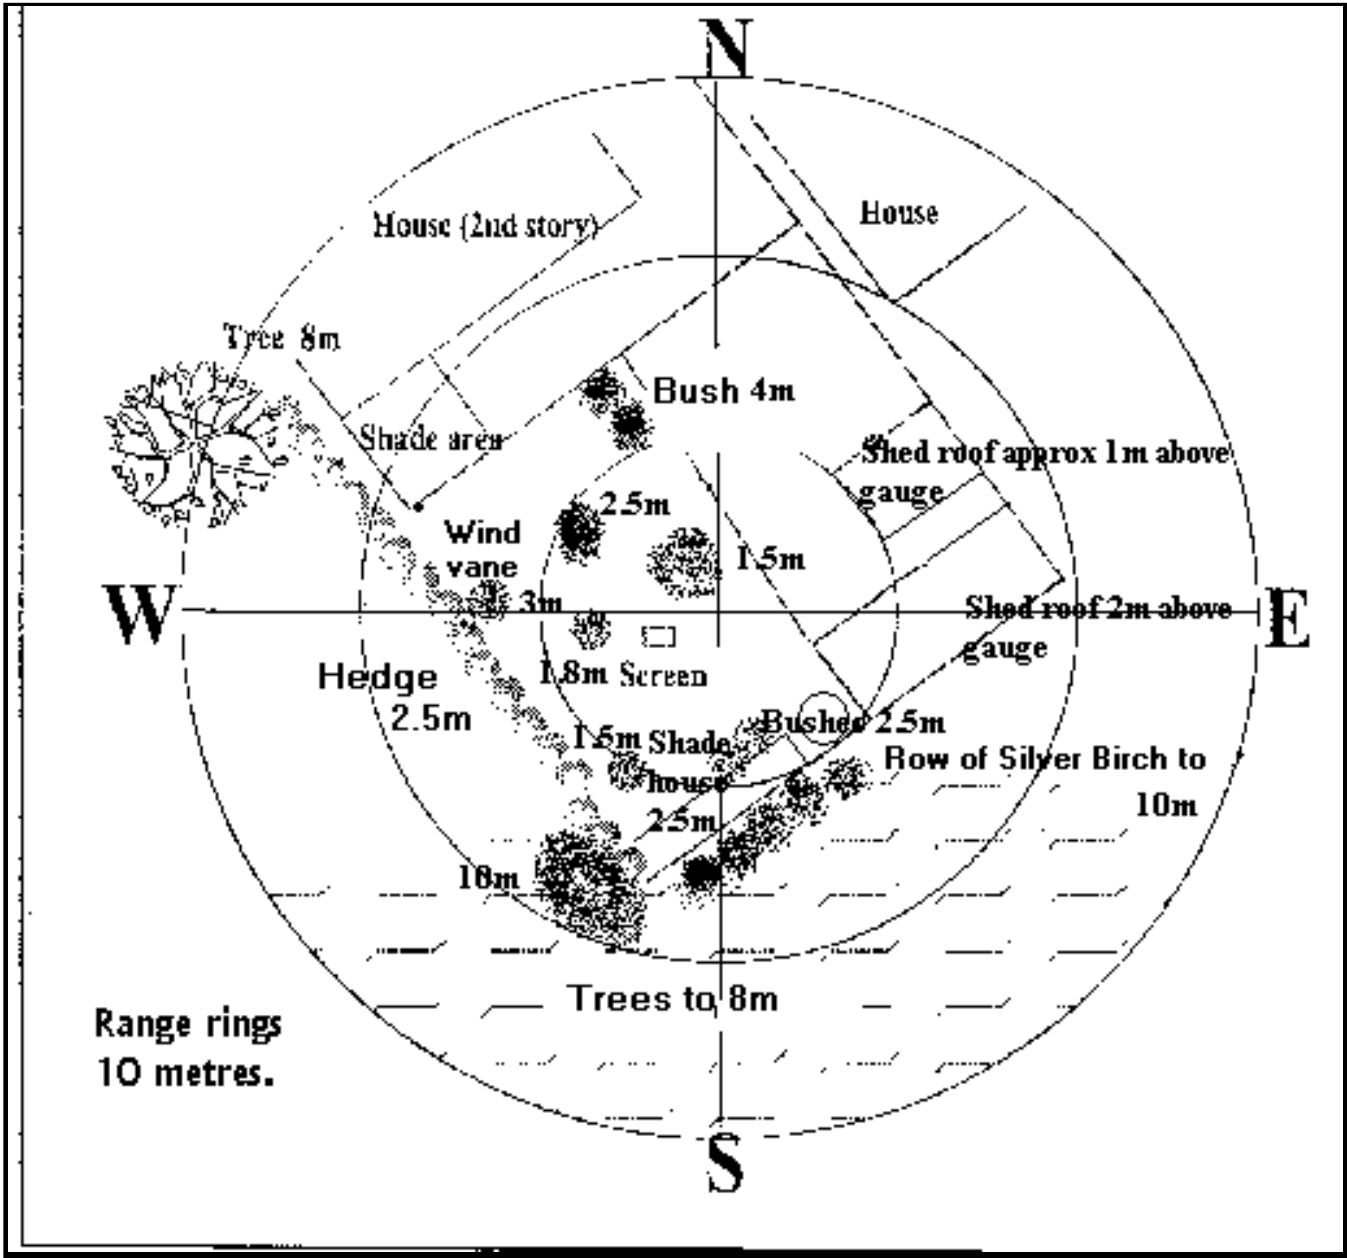 N
House (2nd story)
House
Tree 8m
Bush 4m
Shade area
Shed roof approx 1m above
gauge
2.5m
Wind
vane
1.5m
W
3m
Shed roof 2m above
gauge
E
1.8m Screen
Hedge
2.5m
Bushes 2.5m
1.5m Shade
house
2.5m
Row of Silver Birch to
10m
10m
Trees to 8m
Range rings
10 metres.
S